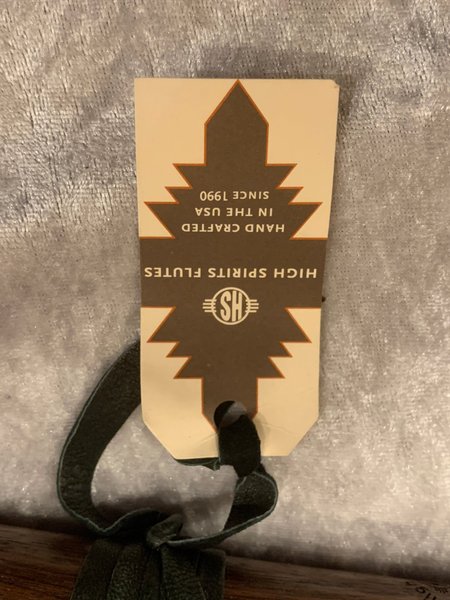 HS
HIGH SPIRITS FLUTES
HAND CRAFTED
IN THE USA
SINCE 1990